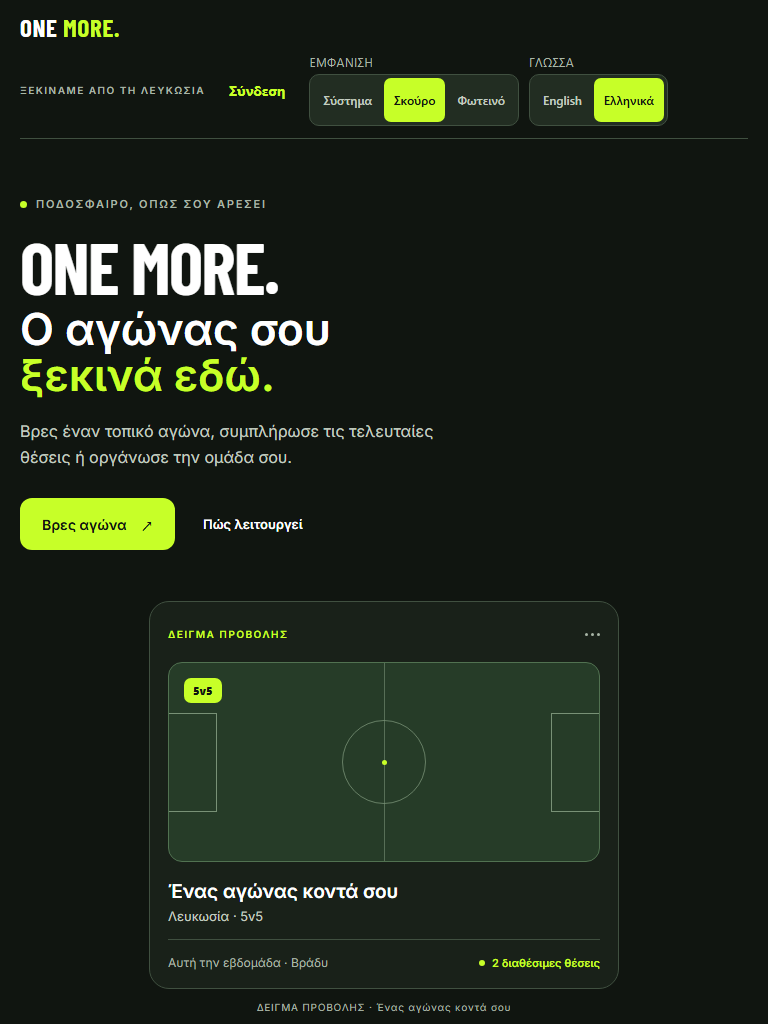 ONE MORE.
ΞΕΚΙΝΑΜΕ ΑΠΟ ΤΗ ΛΕΥΚΩΣΙΑ
Σύνδεση
ΕΜΦΑΝΙΣΗ
Σύστημα Σκούρο Φωτεινό
ΓΛΩΣΣΑ
English Ελληνικά
ΠΟΔΟΣΦΑΙΡΟ, ΟΠΩΣ ΣΟΥ ΑΡΕΣΕΙ
ONE MORE.
Ο αγώνας σου
ξεκινά εδώ.
Βρες έναν τοπικό αγώνα, συμπλήρωσε τις τελευταίες
θέσεις ή οργάνωσε την ομάδα σου.
Βρες αγώνα ↗
Πώς λειτουργεί
ΔΕΙΓΜΑ ΠΡΟΒΟΛΗΣ
5v5
Ένας αγώνας κοντά σου
Λευκωσία · 5v5
Αυτή την εβδομάδα · Βράδυ
2 διαθέσιμες θέσεις
ΔΕΙΓΜΑ ΠΡΟΒΟΛΗΣ · Ένας αγώνας κοντά σου